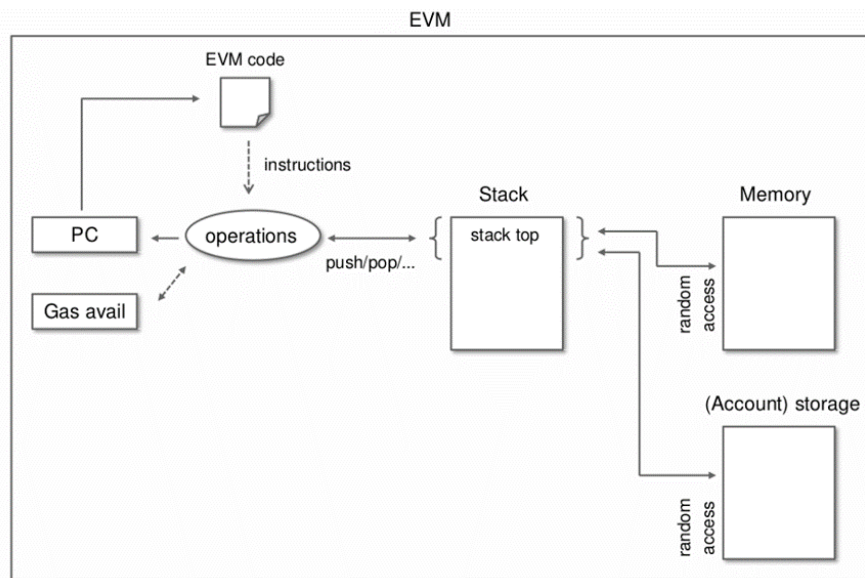 EVM
EVM code
instructions
PC
operations
Gas avail
push/pop/...
Stack
stack top
Memory
random
access
(Account) storage
random
access